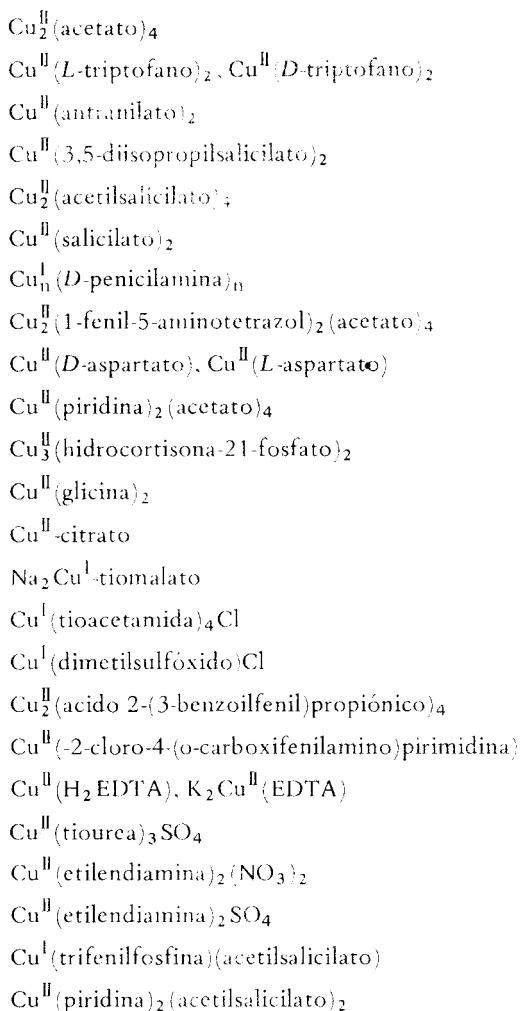 Cu₂ᴵᴵ(acetato)₄
Cuᴵᴵ(L-triptofano)₂, Cuᴵᴵ(D-triptofano)₂
Cuᴵᴵ(antranilato)₂
Cuᴵᴵ(3,5-diisopropilsalicilato)₂
Cu₂ᴵᴵ(acetilsalicilato)₄
Cuᴵᴵ(salicilato)₂
Cuₙᴵ(D-penicilamina)ₙ
Cu₂ᴵᴵ(1-fenil-5-aminotetrazol)₂(acetato)₄
Cuᴵᴵ(D-aspartato), Cuᴵᴵ(L-aspartato)
Cuᴵᴵ(piridina)₂(acetato)₄
Cu₃ᴵᴵ(hidrocortisona-21-fosfato)₂
Cuᴵᴵ(glicina)₂
Cuᴵᴵ-citrato
Na₂Cuᴵ-tiomalato
Cuᴵ(tioacetamida)₄Cl
Cuᴵ(dimetilsulfóxido)Cl
Cu₂ᴵᴵ(acido 2-(3-benzoilfenil)propiónico)₄
Cuᴵᴵ(-2-cloro-4-(o-carboxifenilamino)pirimidina)
Cuᴵᴵ(H₂EDTA), K₂Cuᴵᴵ(EDTA)
Cuᴵᴵ(tiourea)₃SO₄
Cuᴵᴵ(etilendiamina)₂(NO₃)₂
Cuᴵᴵ(etilendiamina)₂SO₄
Cuᴵ(trifenilfosfina)(acetilsalicilato)
Cuᴵᴵ(piridina)₂(acetilsalicilato)₂